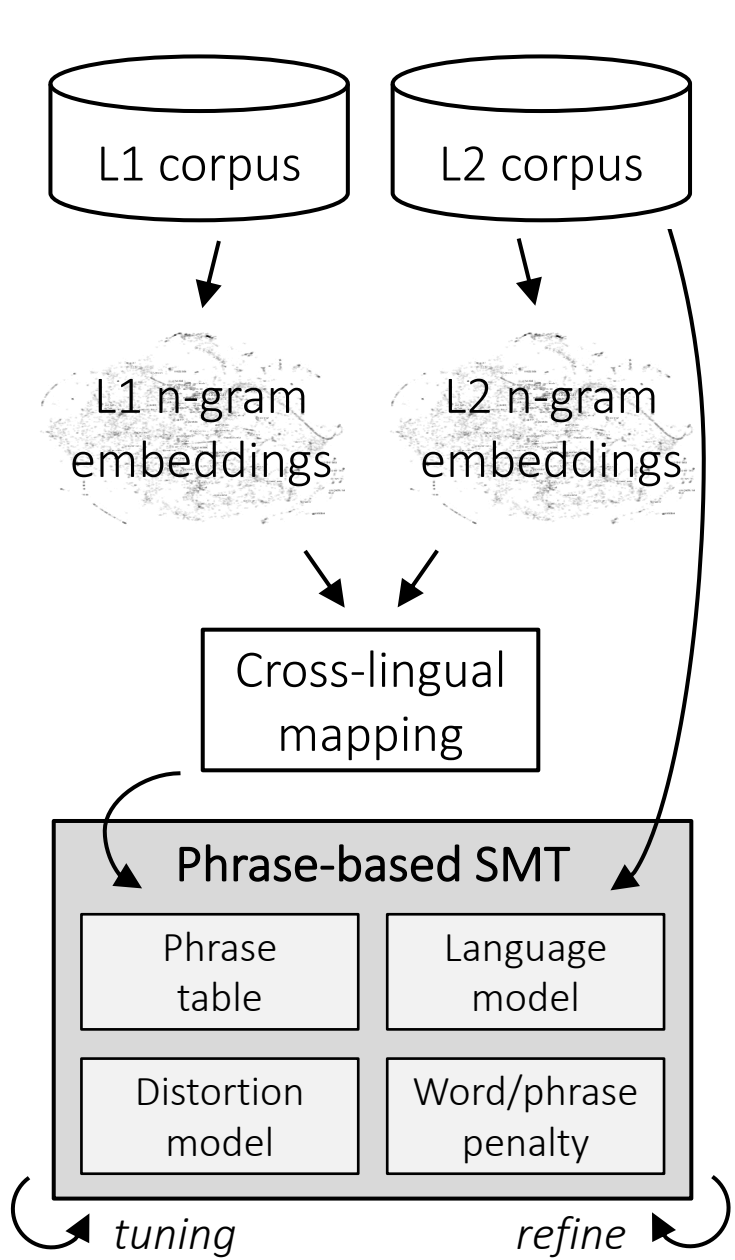 L1 corpus
L2 corpus
L1 n-gram
embeddings
L2 n-gram
embeddings
Cross-lingual
mapping
Phrase-based SMT
Phrase
table
Language
model
Distortion
model
Word/phrase
penalty
tuning
refine